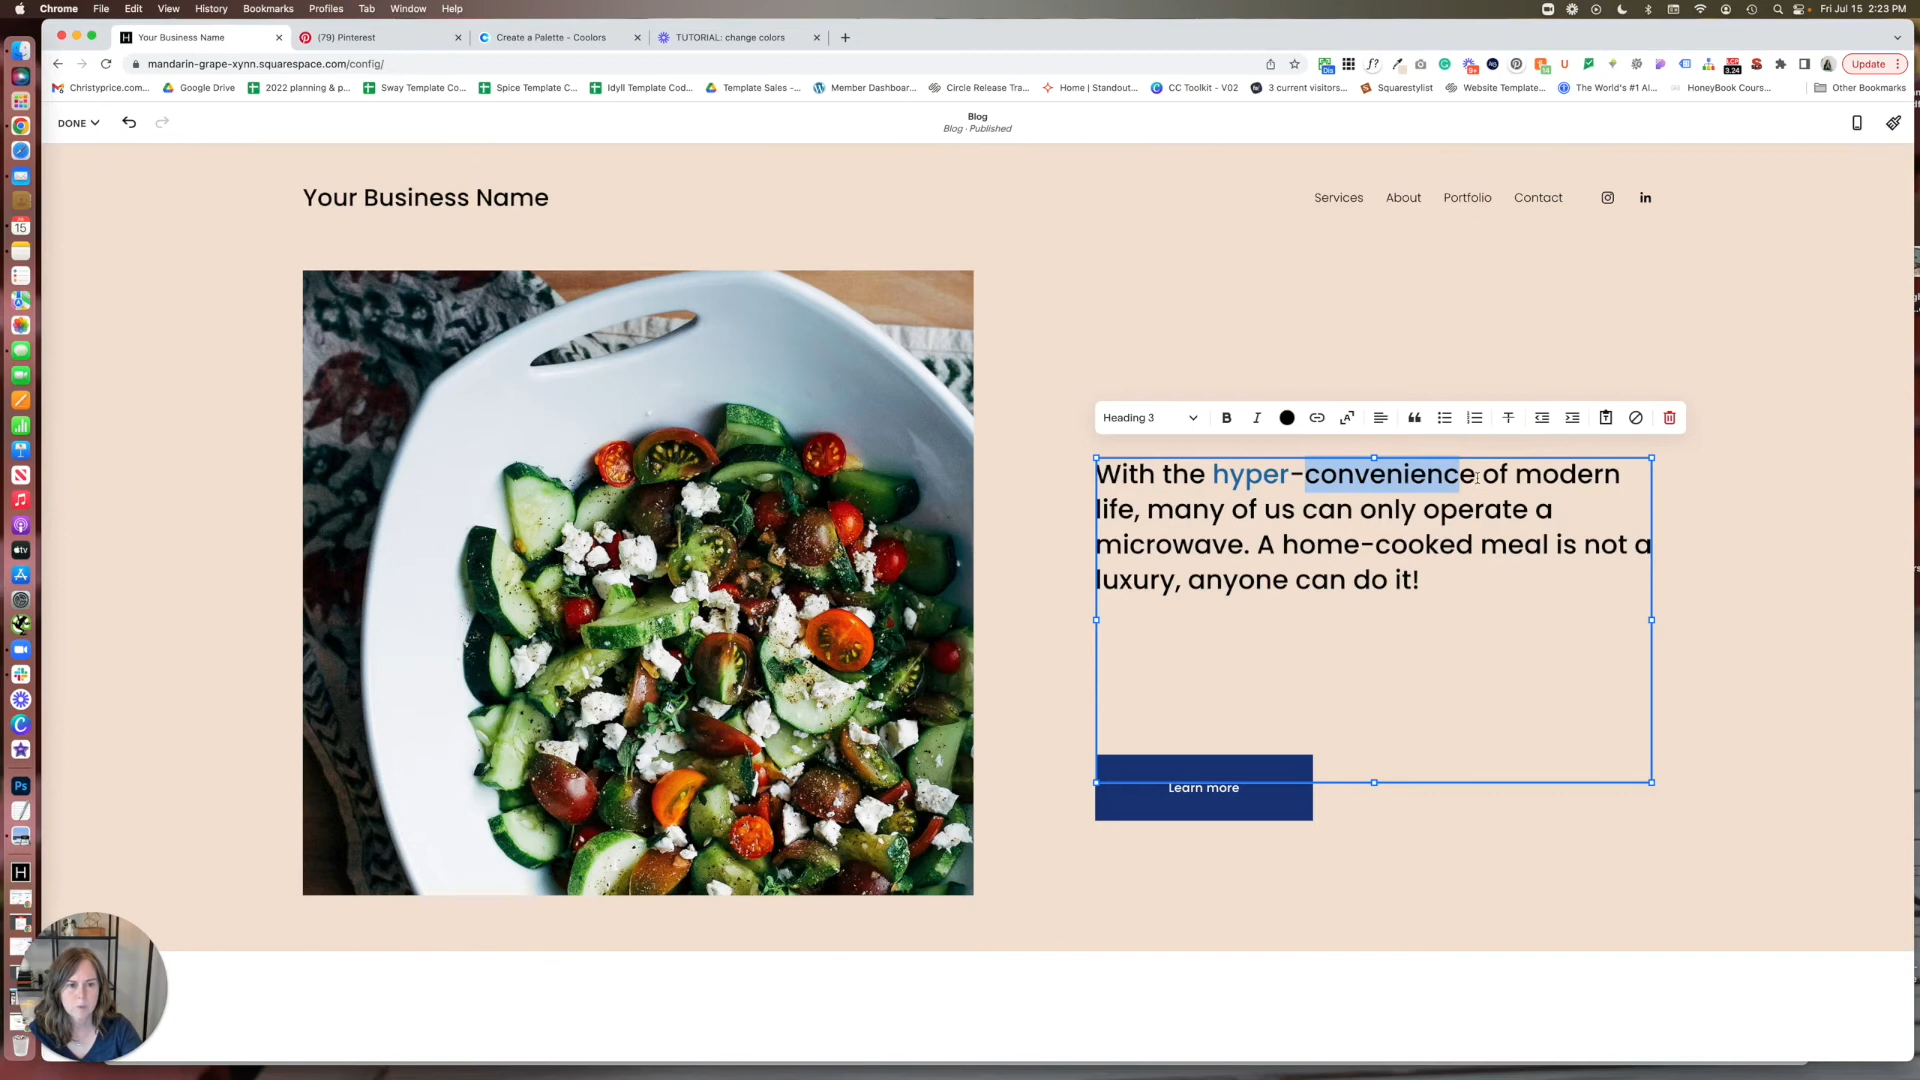 Chrome File Edit View History Bookmarks Profiles Tab Window Help
Fri Jul 15 2:23 PM
Your Business Name
(79) Pinterest
Create a Palette - Coolors
TUTORIAL: change colors
mandarin-grape-xynn.squarespace.com/config/
Update
Christyprice.com...
Google Drive
2022 planning & p...
Sway Template Co...
Spice Template C...
Idyll Template Cod...
Template Sales -...
Member Dashboar...
Circle Release Tra...
Home | Standout...
CC Toolkit - V02
3 current visitors...
Squarestylist
Website Template...
The World's #1 AI...
HoneyBook Cours...
Other Bookmarks
DONE
Blog
Blog · Published
Your Business Name
Services About Portfolio Contact
Heading 3
With the hyper-convenience of modern
life, many of us can only operate a
microwave. A home-cooked meal is not a
luxury, anyone can do it!
Learn more